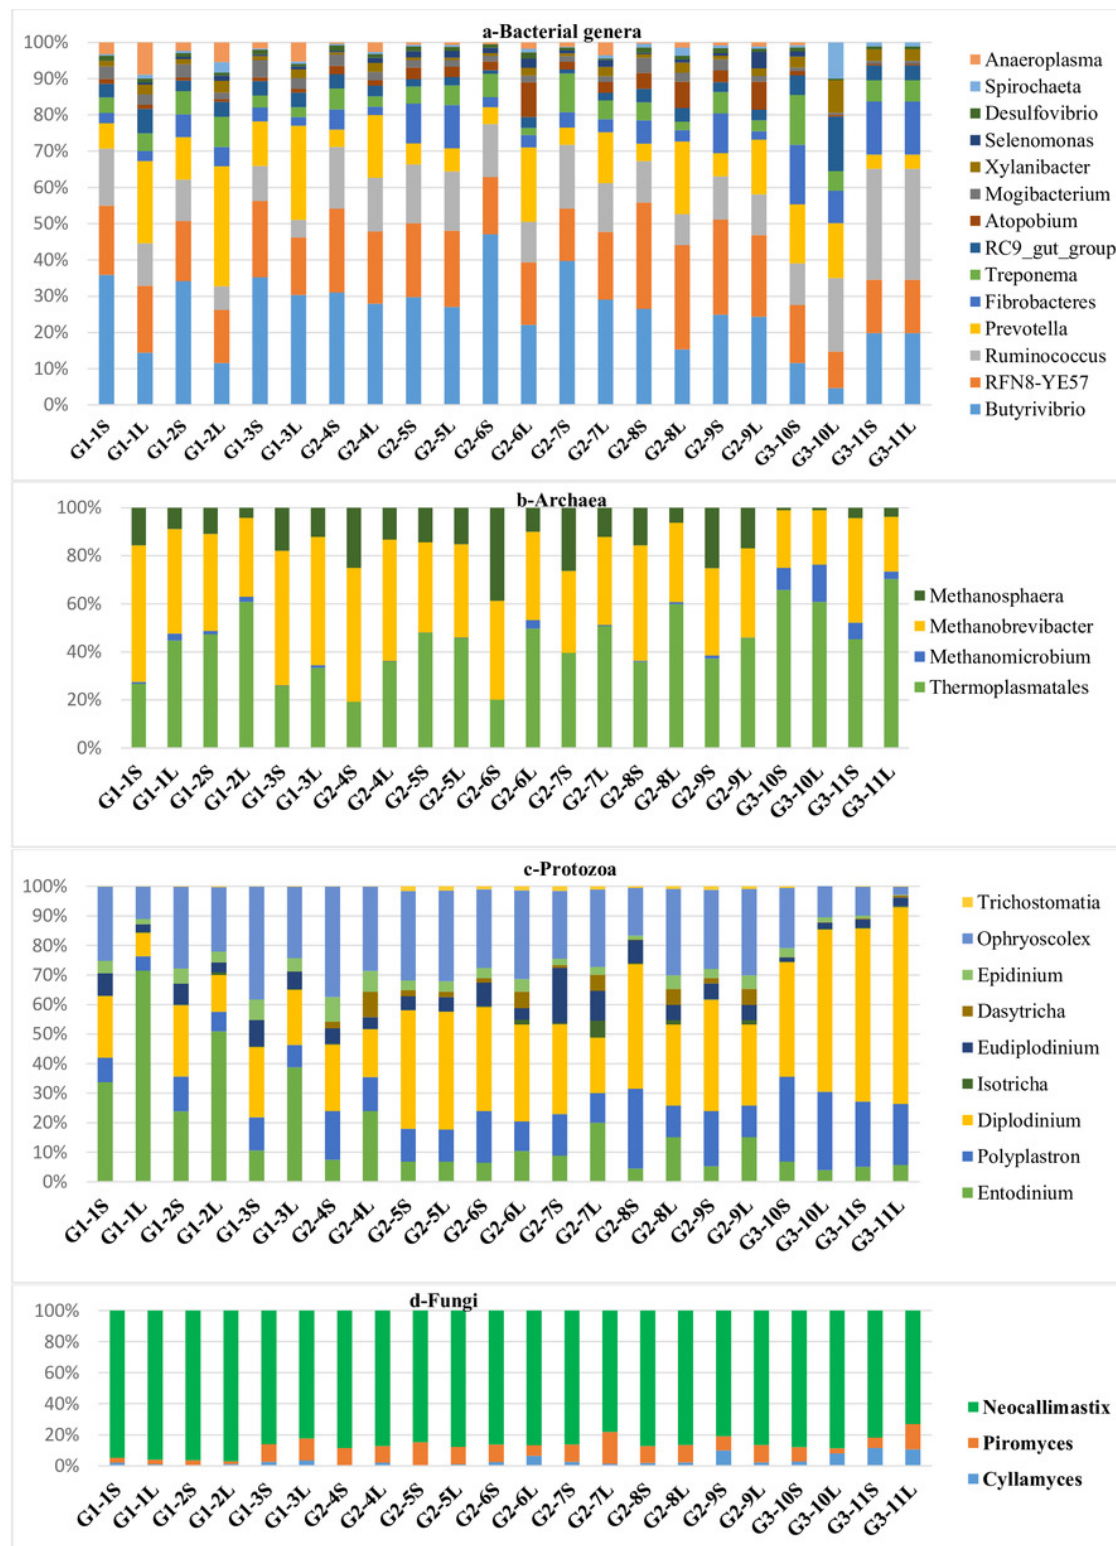 a-Bacterial genera
100%
90%
80%
70%
60%
50%
40%
30%
20%
10%
0%
Anaeroplasma
Spirochaeta
Desulfovibrio
Selenomonas
Xylanibacter
Mogibacterium
Atopobium
RC9_gut_group
Treponema
Fibrobacteres
Prevotella
Ruminococcus
RFN8-YE57
Butyrivibrio
G1-1S G1-1L G1-2S G1-2L G1-3S G1-3L G2-4S G2-4L G2-5S G2-5L G2-6S G2-6L G2-7S G2-7L G2-8S G2-8L G2-9S G2-9L G3-10S G3-10L G3-11S G3-11L
b-Archaea
100%
80%
60%
40%
20%
0%
Methanosphaera
Methanobrevibacter
Methanomicrobium
Thermoplasmatales
G1-1S G1-1L G1-2S G1-2L G1-3S G1-3L G2-4S G2-4L G2-5S G2-5L G2-6S G2-6L G2-7S G2-7L G2-8S G2-8L G2-9S G2-9L G3-10S G3-10L G3-11S G3-11L
c-Protozoa
100%
90%
80%
70%
60%
50%
40%
30%
20%
10%
0%
Trichostomatia
Ophryoscolex
Epidinium
Dasytricha
Eudiplodinium
Isotricha
Diplodinium
Polyplastron
Entodinium
G1-1S G1-1L G1-2S G1-2L G1-3S G1-3L G2-4S G2-4L G2-5S G2-5L G2-6S G2-6L G2-7S G2-7L G2-8S G2-8L G2-9S G2-9L G3-10S G3-10L G3-11S G3-11L
d-Fungi
100%
80%
60%
40%
20%
0%
Neocallimastix
Piromyces
Cyllamyces
G1-1S G1-1L G1-2S G1-2L G1-3S G1-3L G2-4S G2-4L G2-5S G2-5L G2-6S G2-6L G2-7S G2-7L G2-8S G2-8L G2-9S G2-9L G3-10S G3-10L G3-11S G3-11L